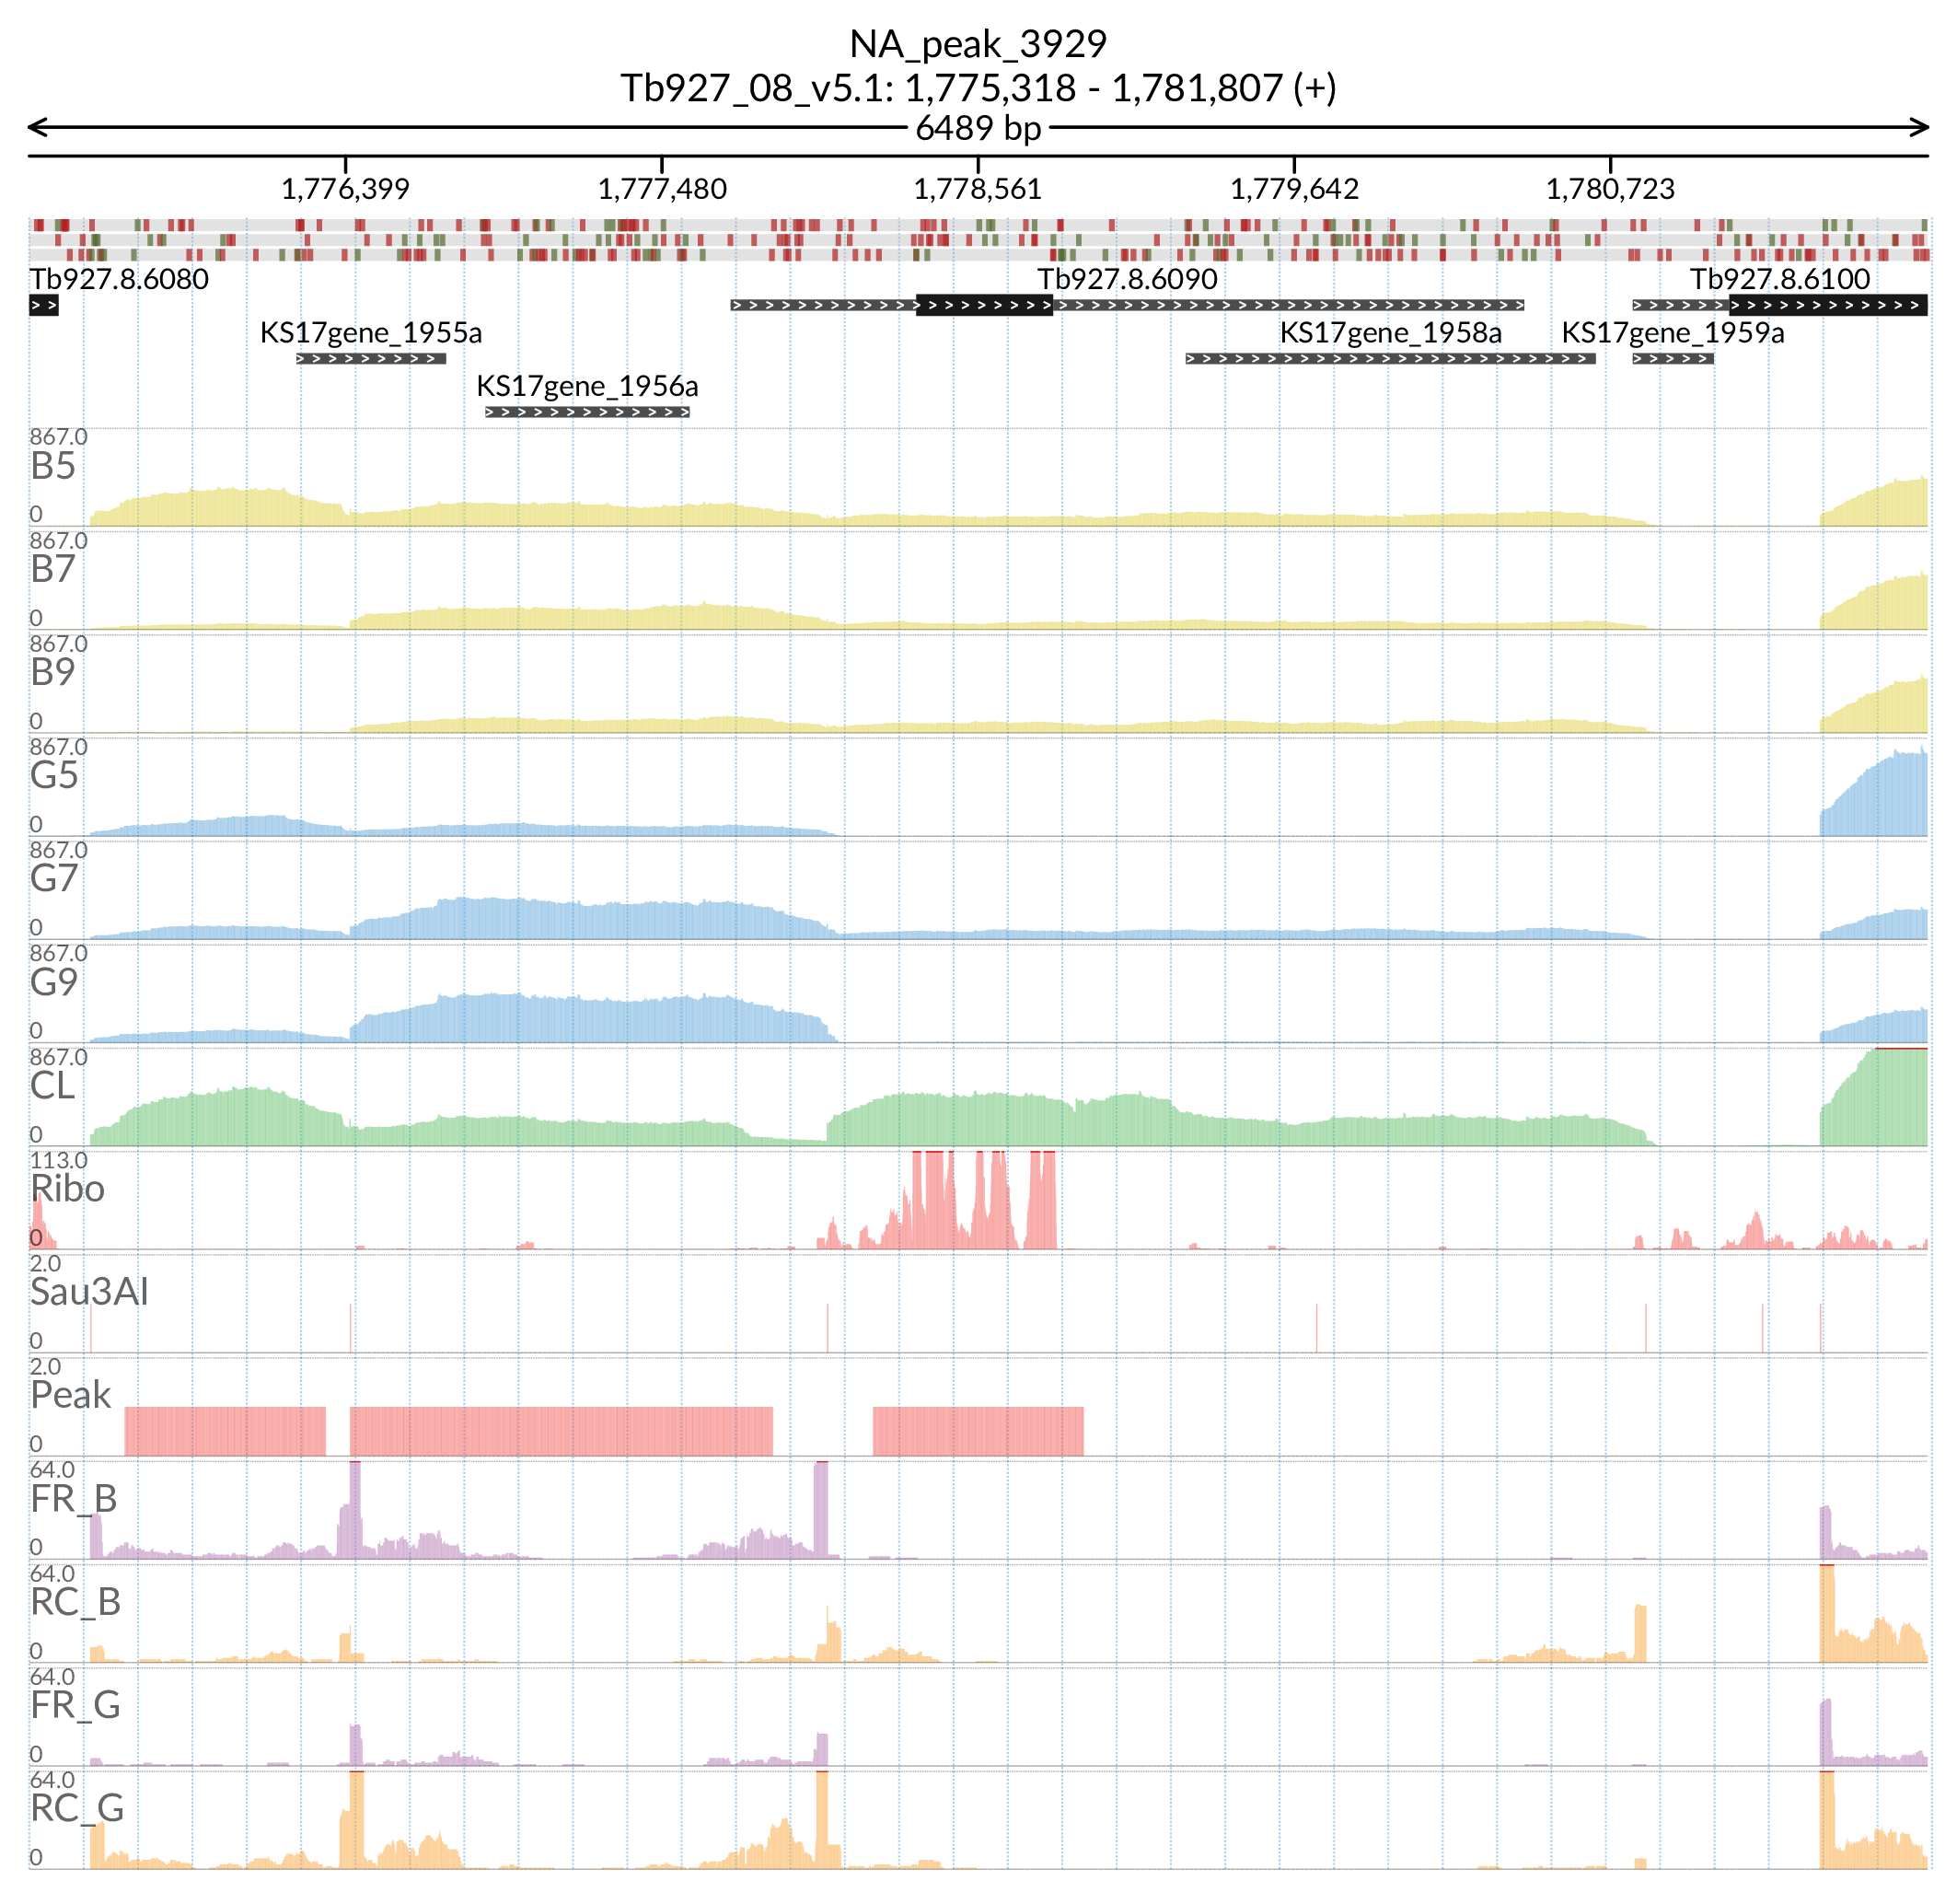 NA_peak_3929
Tb927_08_v5.1: 1,775,318 - 1,781,807 (+)
6489 bp
1,776,399 1,777,480 1,778,561 1,779,642 1,780,723
Tb927.8.6080 Tb927.8.6090 Tb927.8.6100
KS17gene_1955a KS17gene_1958a KS17gene_1959a
KS17gene_1956a
867.0
B5
0
867.0
B7
0
867.0
B9
0
867.0
G5
0
867.0
G7
0
867.0
G9
0
867.0
CL
0
113.0
Ribo
0
2.0
Sau3AI
0
2.0
Peak
0
64.0
FR_B
0
64.0
RC_B
0
64.0
FR_G
0
64.0
RC_G
0